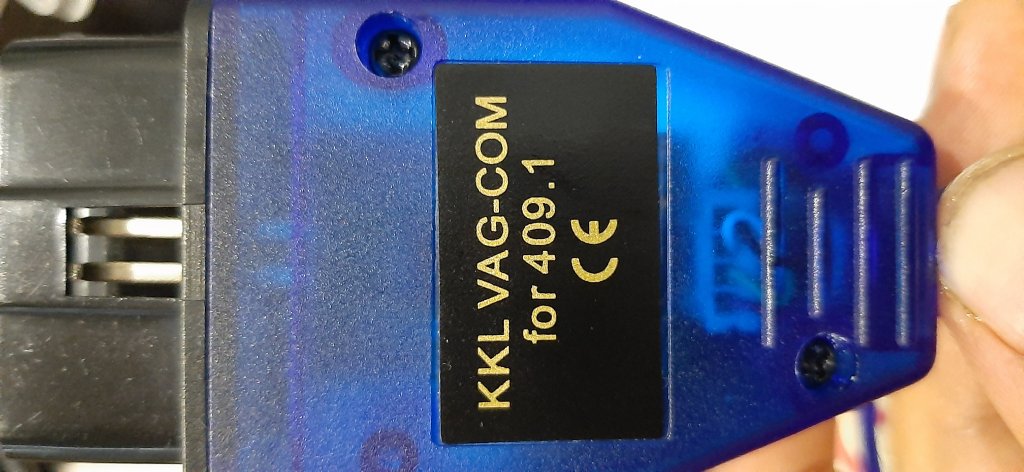 KKL VAG-COM
for 409.1
CE